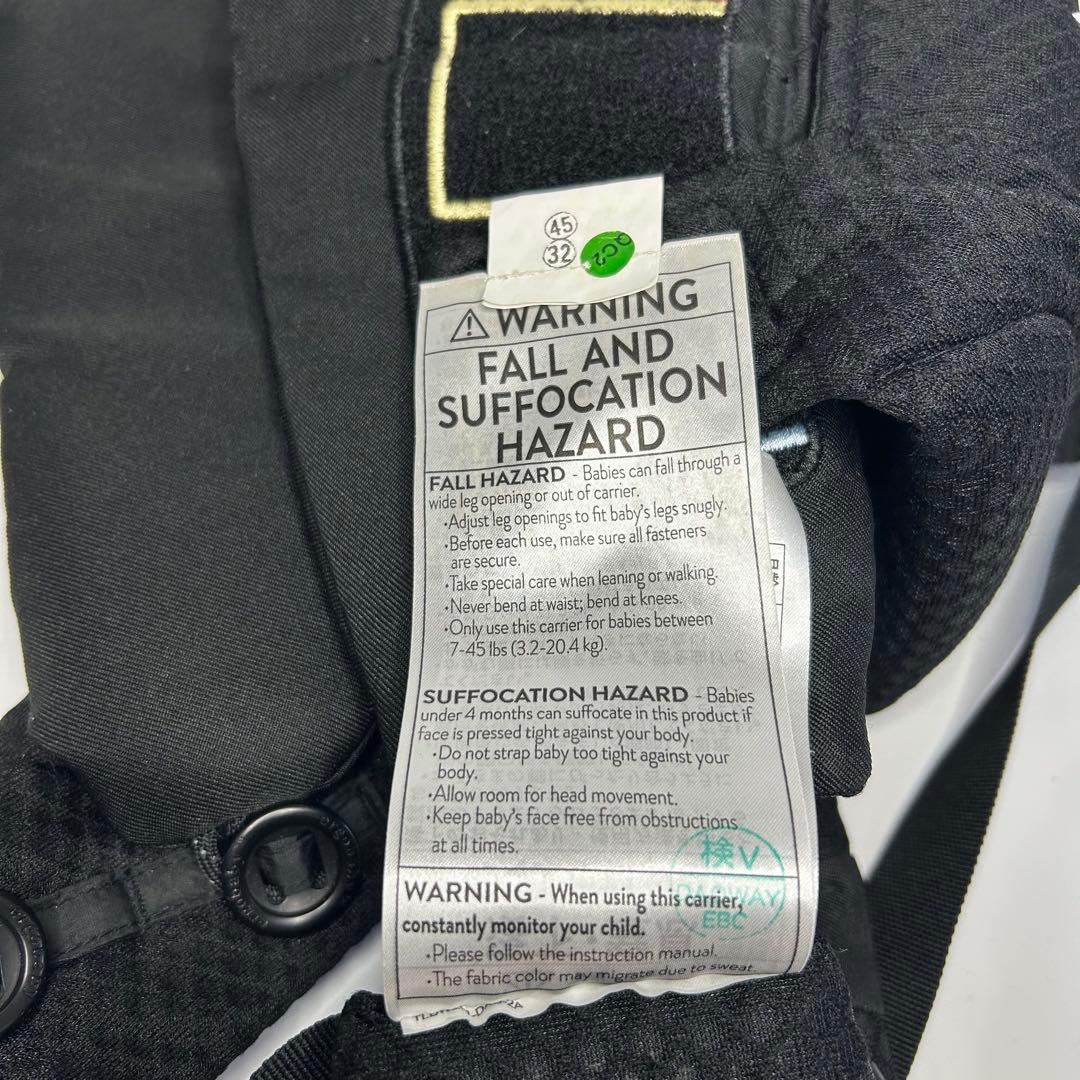 45
32
QC2
WARNING
FALL AND
SUFFOCATION
HAZARD
FALL HAZARD - Babies can fall through a
wide leg opening or out of carrier.
•Adjust leg openings to fit baby's legs snugly.
•Before each use, make sure all fasteners
are secure.
•Take special care when leaning or walking.
•Never bend at waist; bend at knees.
•Only use this carrier for babies between
7-45 lbs (3.2-20.4 kg).
SUFFOCATION HAZARD - Babies
under 4 months can suffocate in this product if
face is pressed tight against your body.
•Do not strap baby too tight against your
body.
•Allow room for head movement.
•Keep baby's face free from obstructions
at all times.
検V
EBC
WARNING - When using this carrier,
constantly monitor your child.
•Please follow the instruction manual.
•The fabric color may migrate due to sweat.